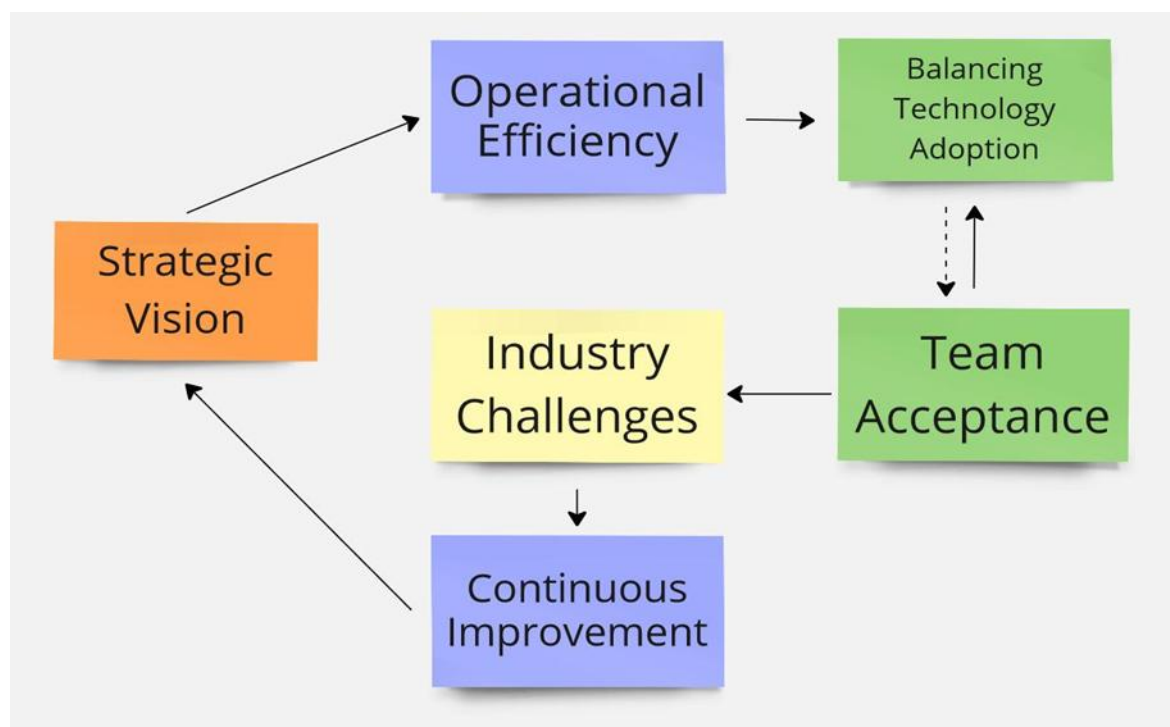 Operational
Efficiency
Balancing
Technology
Adoption
Strategic
Vision
Industry
Challenges
Team
Acceptance
Continuous
Improvement